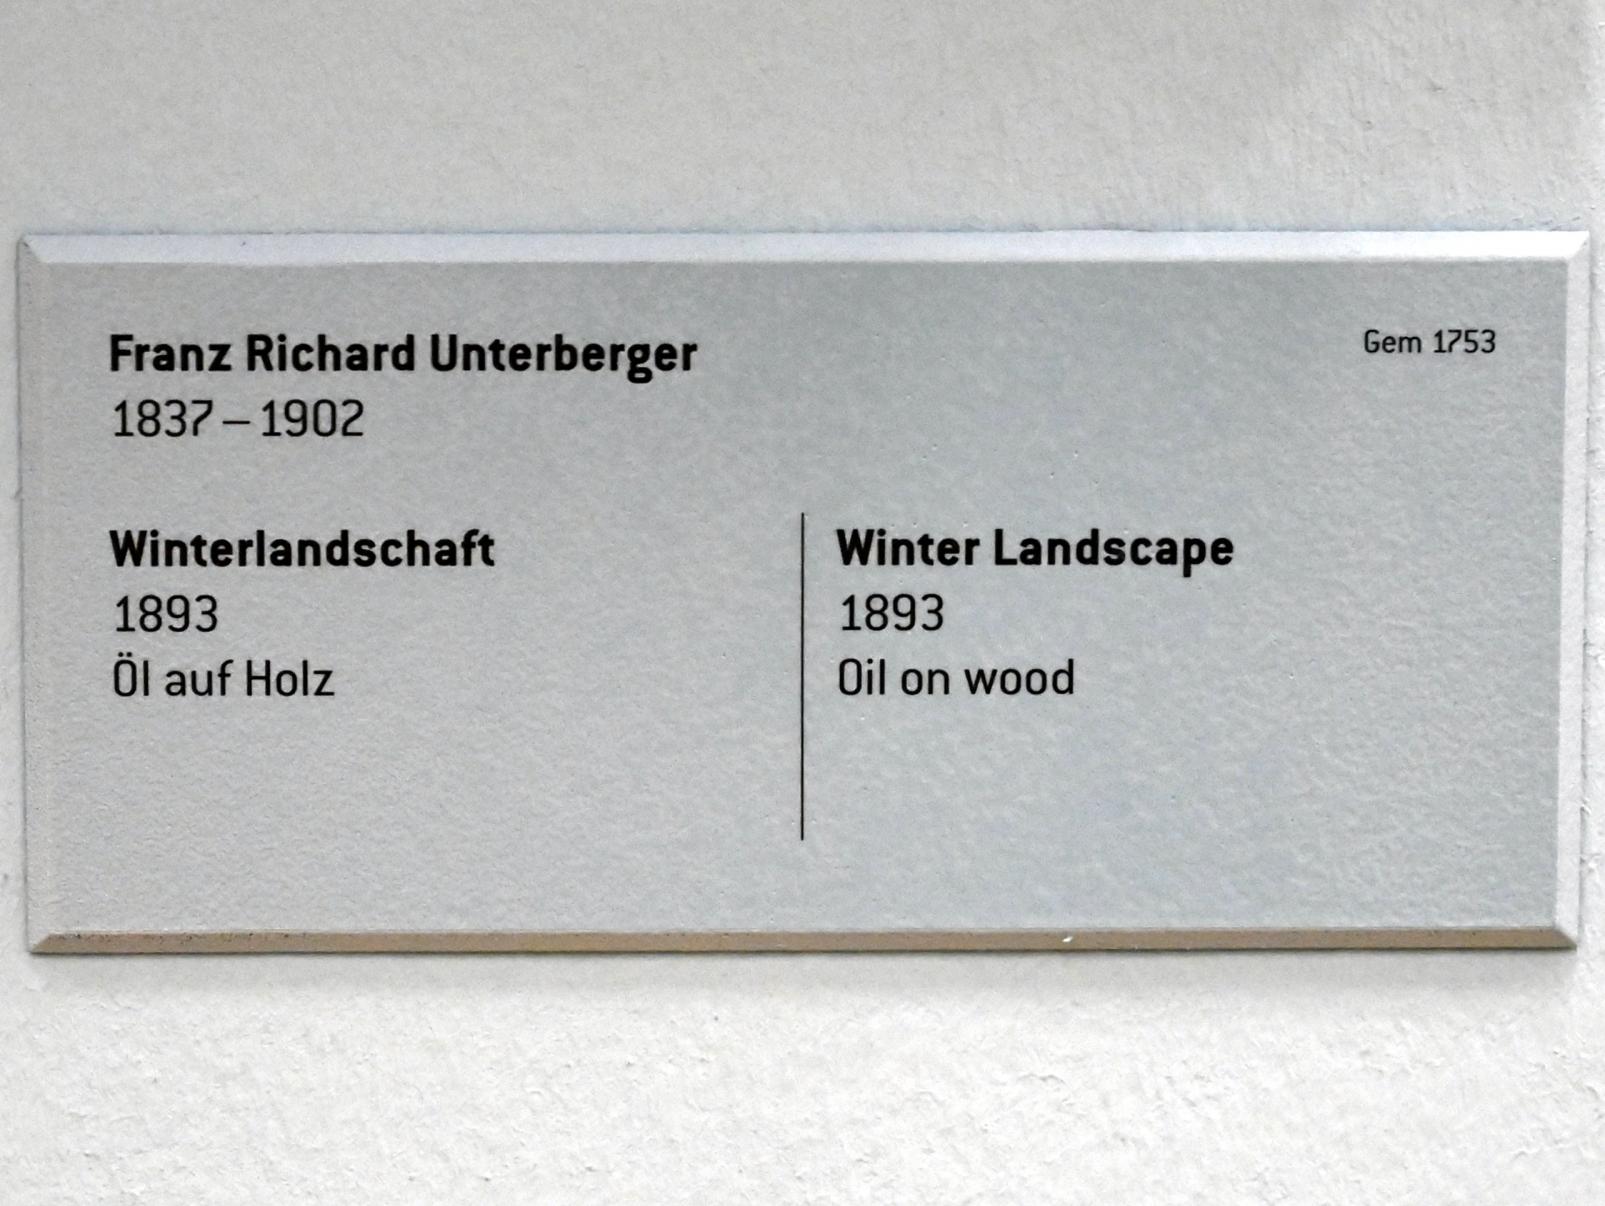 Franz Richard Unterberger
Gem 1753
1837 – 1902
Winterlandschaft
1893
Öl auf Holz
Winter Landscape
1893
Oil on wood